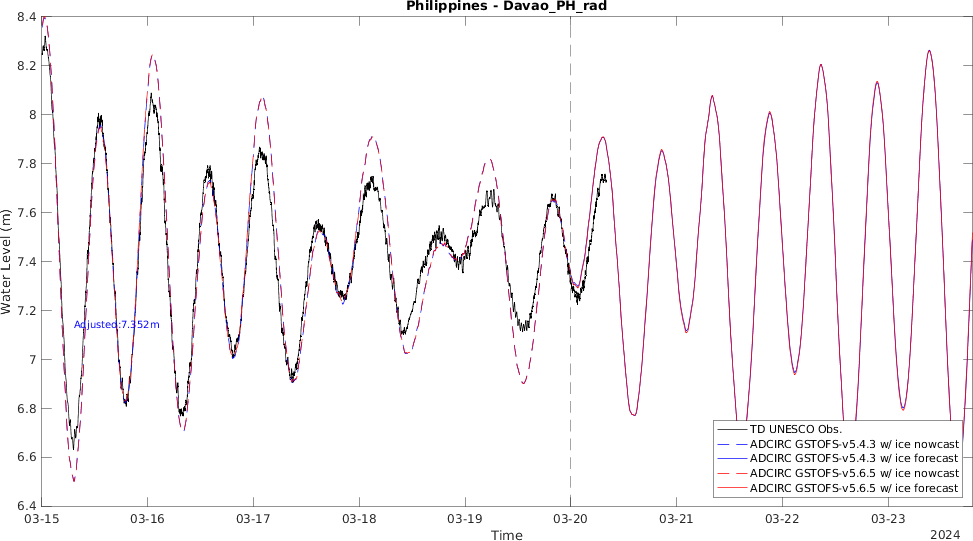 Philippines - Davao_PH_rad
Water Level (m)
8.4
8.2
8
7.8
7.6
7.4
7.2
7
6.8
6.6
6.4
Adjusted:7.352m
TD UNESCO Obs.
ADCIRC GSTOFS-v5.4.3 w/ ice nowcast
ADCIRC GSTOFS-v5.4.3 w/ ice forecast
ADCIRC GSTOFS-v5.6.5 w/ ice nowcast
ADCIRC GSTOFS-v5.6.5 w/ ice forecast
03-15 03-16 03-17 03-18 03-19 03-20 03-21 03-22 03-23
Time
2024